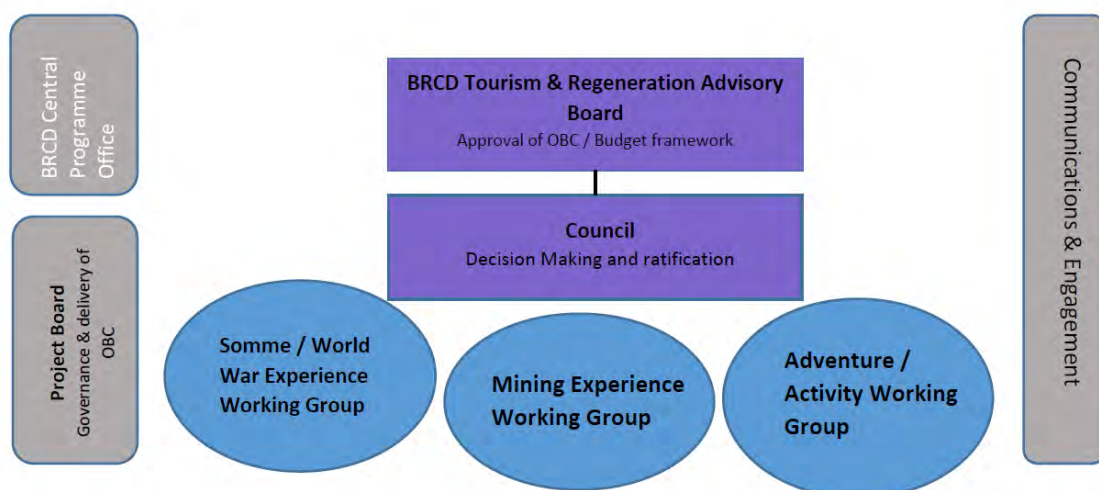 BRCD Central
Programme
Office
Project Board
Governance & delivery of
OBC
BRCD Tourism & Regeneration Advisory
Board
Approval of OBC / Budget framework
Council
Decision Making and ratification
Somme / World
War Experience
Working Group
Mining Experience
Working Group
Adventure /
Activity Working
Group
Communications & Engagement